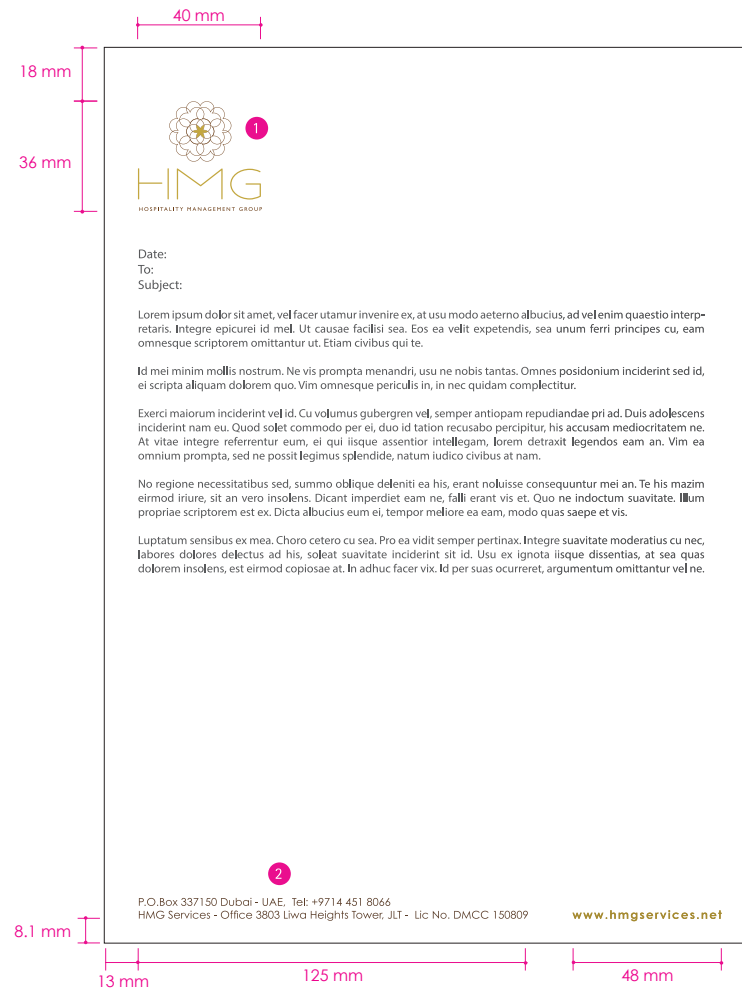 40 mm
18 mm
1
36 mm
HMG
HOSPITALITY MANAGEMENT GROUP
Date:
To:
Subject:
Lorem ipsum dolor sit amet, vel facer utamur invenire ex, at usu modo aeterno albucius, ad vel enim quaestio interp-
retaris. Integre epicurei id mel. Ut causae facilisi sea. Eos ea velit expetendis, sea unum ferri principes cu, eam
omnesque scriptorem omittantur ut. Etiam civibus qui te.
Id mei minim mollis nostrum. Ne vis prompta menandri, usu ne nobis tantas. Omnes posidonium inciderint sed id,
ei scripta aliquam dolorem quo. Vim omnesque periculis in, in nec quidam complectitur.
Exerci maiorum inciderint vel id. Cu volumus gubergren vel, semper antiopam repudiandae pri ad. Duis adolescens
inciderint nam eu. Quod solet commodo per ei, duo id tation recusabo percipitur, his accusam mediocritatem ne.
At vitae integre referrentur eum, ei qui iisque assentior intellegam, lorem detraxit legendos eam an. Vim ea
omnium prompta, sed ne possit legimus splendide, natum iudico civibus at nam.
No regione necessitatibus sed, summo oblique deleniti ea his, erant noluisse consequuntur mei an. Te his mazim
eirmod iriure, sit an vero insolens. Dicant imperdiet eam ne, falli erant vis et. Quo ne indoctum suavitate. Illum
propriae scriptorem est ex. Dicta albucius eum ei, tempor meliore ea eam, modo quas saepe et vis.
Luptatum sensibus ex mea. Choro cetero cu sea. Pro ea vidit semper pertinax. Integre suavitate moderatius cu nec,
labores dolores delectus ad his, soleat suavitate inciderint sit id. Usu ex ignota iisque dissentias, at sea quas
dolorem insolens, est eirmod copiosae at. In adhuc facer vix. Id per suas ocurreret, argumentum omittantur vel ne.
2
P.O.Box 337150 Dubai - UAE, Tel: +9714 451 8066
HMG Services - Office 3803 Liwa Heights Tower, JLT - Lic No. DMCC 150809
www.hmgservices.net
8.1 mm
13 mm
125 mm
48 mm